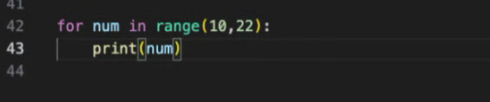 41
42 for num in range(10,22):
43     print(num)
44